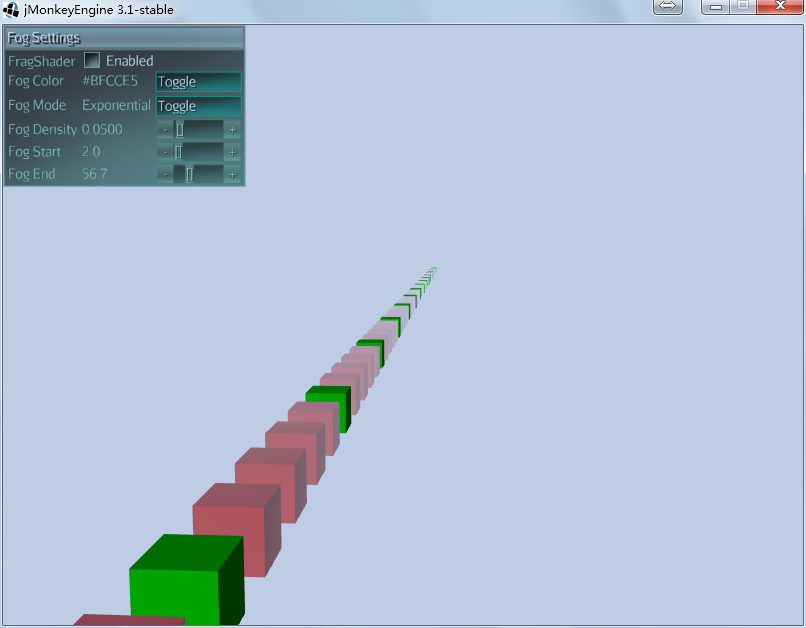 jMonkeyEngine 3.1-stable
Fog Settings
FragShader Enabled
Fog Color #BFCCE5 Toggle
Fog Mode Exponential Toggle
Fog Density 0.0500 - +
Fog Start 2.0 - +
Fog End 56.7 - +